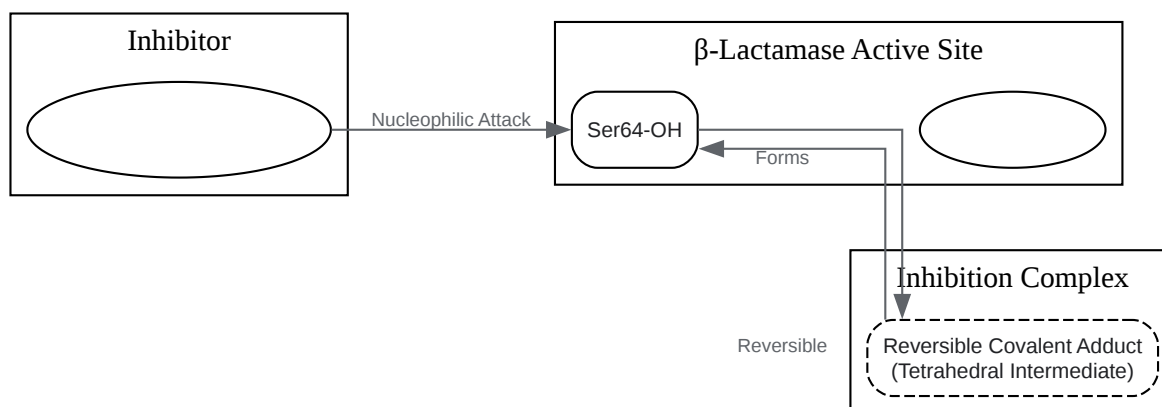 Inhibitor
β-Lactamase Active Site
Nucleophilic Attack
Ser64-OH
Forms
Inhibition Complex
Reversible
Reversible Covalent Adduct
(Tetrahedral Intermediate)